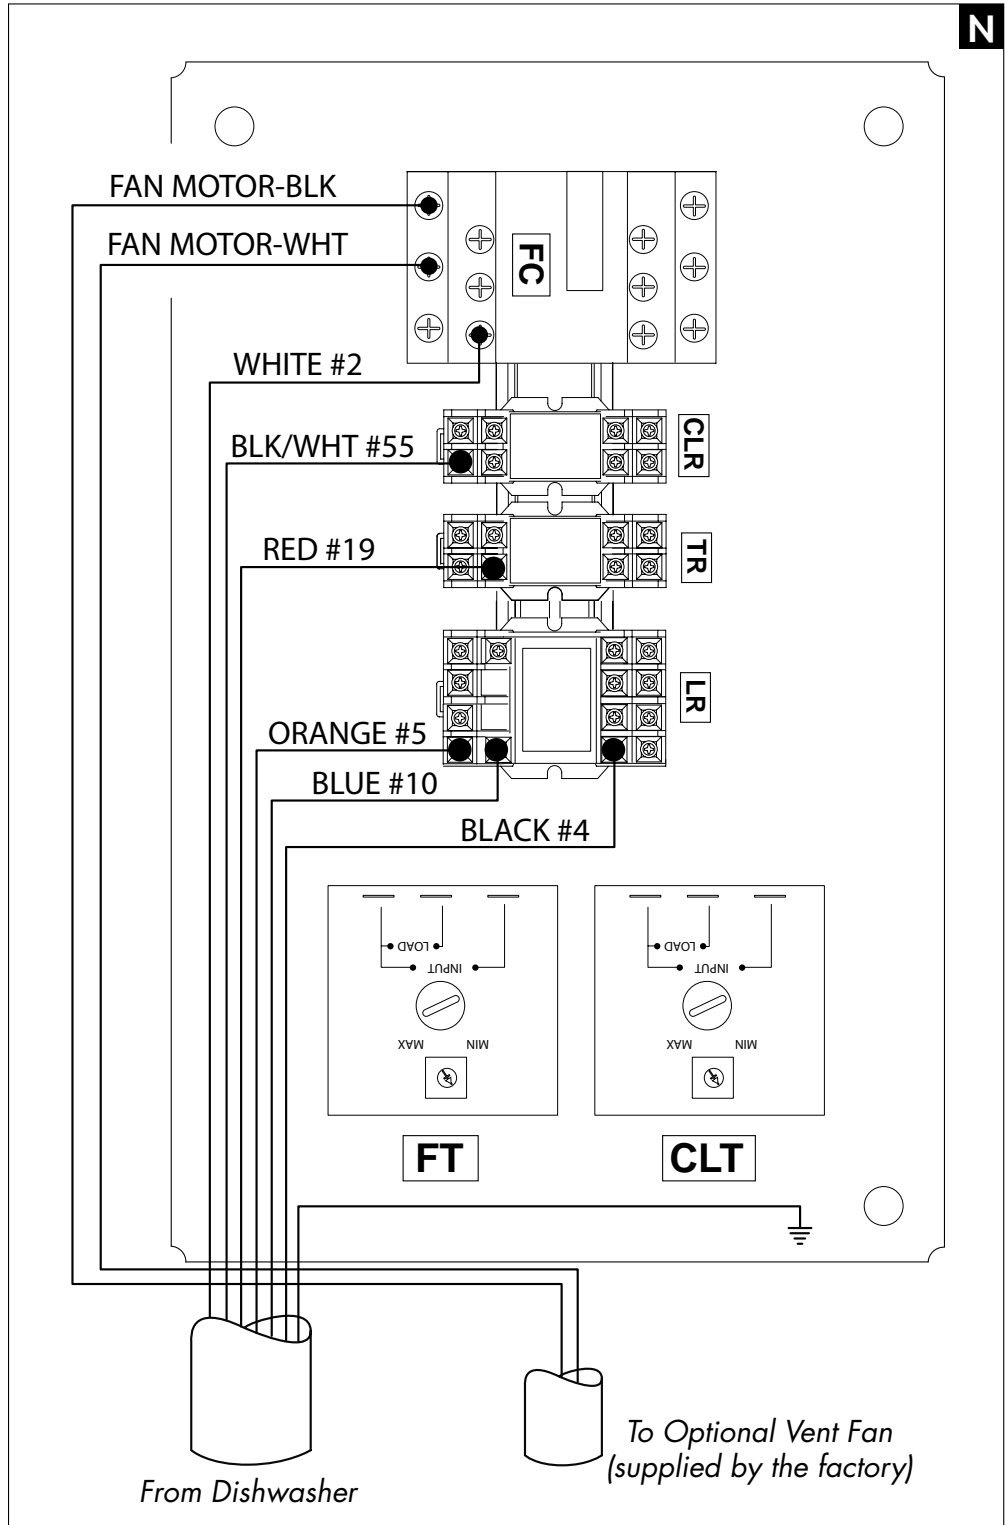 N
FAN MOTOR-BLK
FAN MOTOR-WHT
FC
WHITE #2
BLK/WHT #55
CLR
RED #19
TR
LR
ORANGE #5
BLUE #10
BLACK #4
LOAD
INPUT
MAX MIN
FT
LOAD
INPUT
MAX MIN
CLT
From Dishwasher
To Optional Vent Fan
(supplied by the factory)